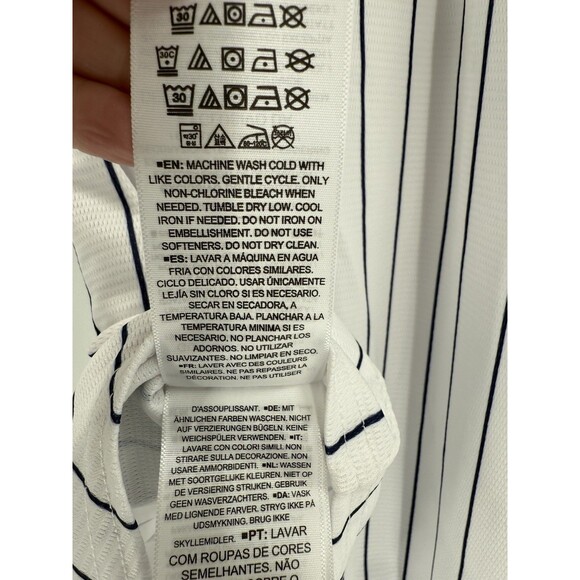 30
30C
30
30°
80-120°C
■EN: MACHINE WASH COLD WITH
LIKE COLORS. GENTLE CYCLE. ONLY
NON-CHLORINE BLEACH WHEN
NEEDED. TUMBLE DRY LOW. COOL
IRON IF NEEDED. DO NOT IRON ON
EMBELLISHMENT. DO NOT USE
SOFTENERS. DO NOT DRY CLEAN.
■ES: LAVAR A MÁQUINA EN AGUA
FRIA CON COLORES SIMILARES.
CICLO DELICADO. USAR ÚNICAMENTE
LEJÍA SIN CLORO SI ES NECESARIO.
SECAR EN SECADORA, A
TEMPERATURA BAJA. PLANCHAR A LA
TEMPERATURA MINIMA SI ES
NECESARIO. NO PLANCHAR LOS
ADORNOS. NO UTILIZAR
SUAVIZANTES. NO LIMPIAR EN SECO.
■FR: LAVER AVEC DES COULEURS
SIMILAIRES. NE PAS REPASSER LA
DÉCORATION. NE PAS UTILISER
D'ASSOUPLISSANT. ■DE: MIT
ÄHNLICHEN FARBEN WASCHEN. NICHT
AUF VERZIERUNGEN BÜGELN. KEINE
WEICHSPÜLER VERWENDEN. ■IT:
LAVARE CON COLORI SIMILI. NON
STIRARE SULLA DECORAZIONE. NON
USARE AMMORBIDENTI. ■NL: WASSEN
MET SOORTGELIJKE KLEUREN. NIET OP
DE VERSIERING STRIJKEN. GEBRUIK
GEEN WASVERZACHTERS. ■DA: VASK
MED LIGNENDE FARVER. STRYG IKKE PÅ
UDSMYKNING. BRUG IKKE
SKYLLEMIDLER. ■PT: LAVAR
COM ROUPAS DE CORES
SEMELHANTES. NÃO